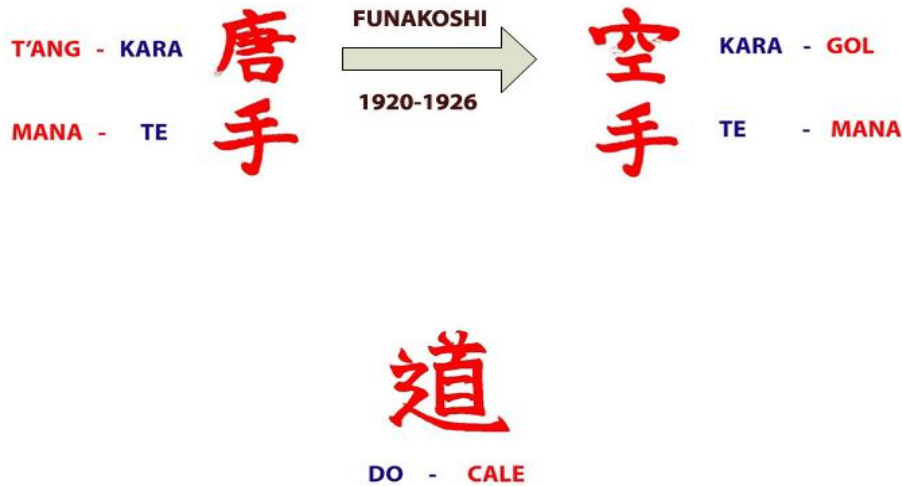 T'ANG - KARA 唐
MANA - TE 手
FUNAKOSHI
1920-1926
空 KARA - GOL
手 TE - MANA
道
DO - CALE